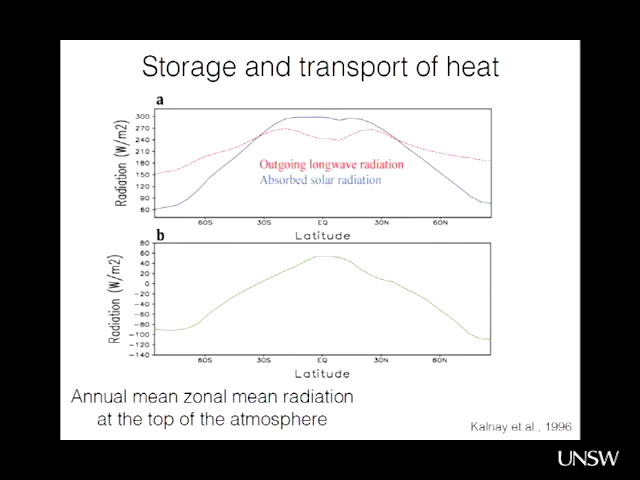 Storage and transport of heat
a
Radiation (W/m2)
300
270
240
210
180
150
120
90
60
Outgoing longwave radiation
Absorbed solar radiation
60S 30S EQ 30N 60N
Latitude
b
Radiation (W/m2)
80
60
40
20
0
-20
-40
-60
-80
-100
-120
-140
60S 30S EQ 30N 60N
Latitude
Annual mean zonal mean radiation
at the top of the atmosphere
Kalnay et al., 1996
UNSW